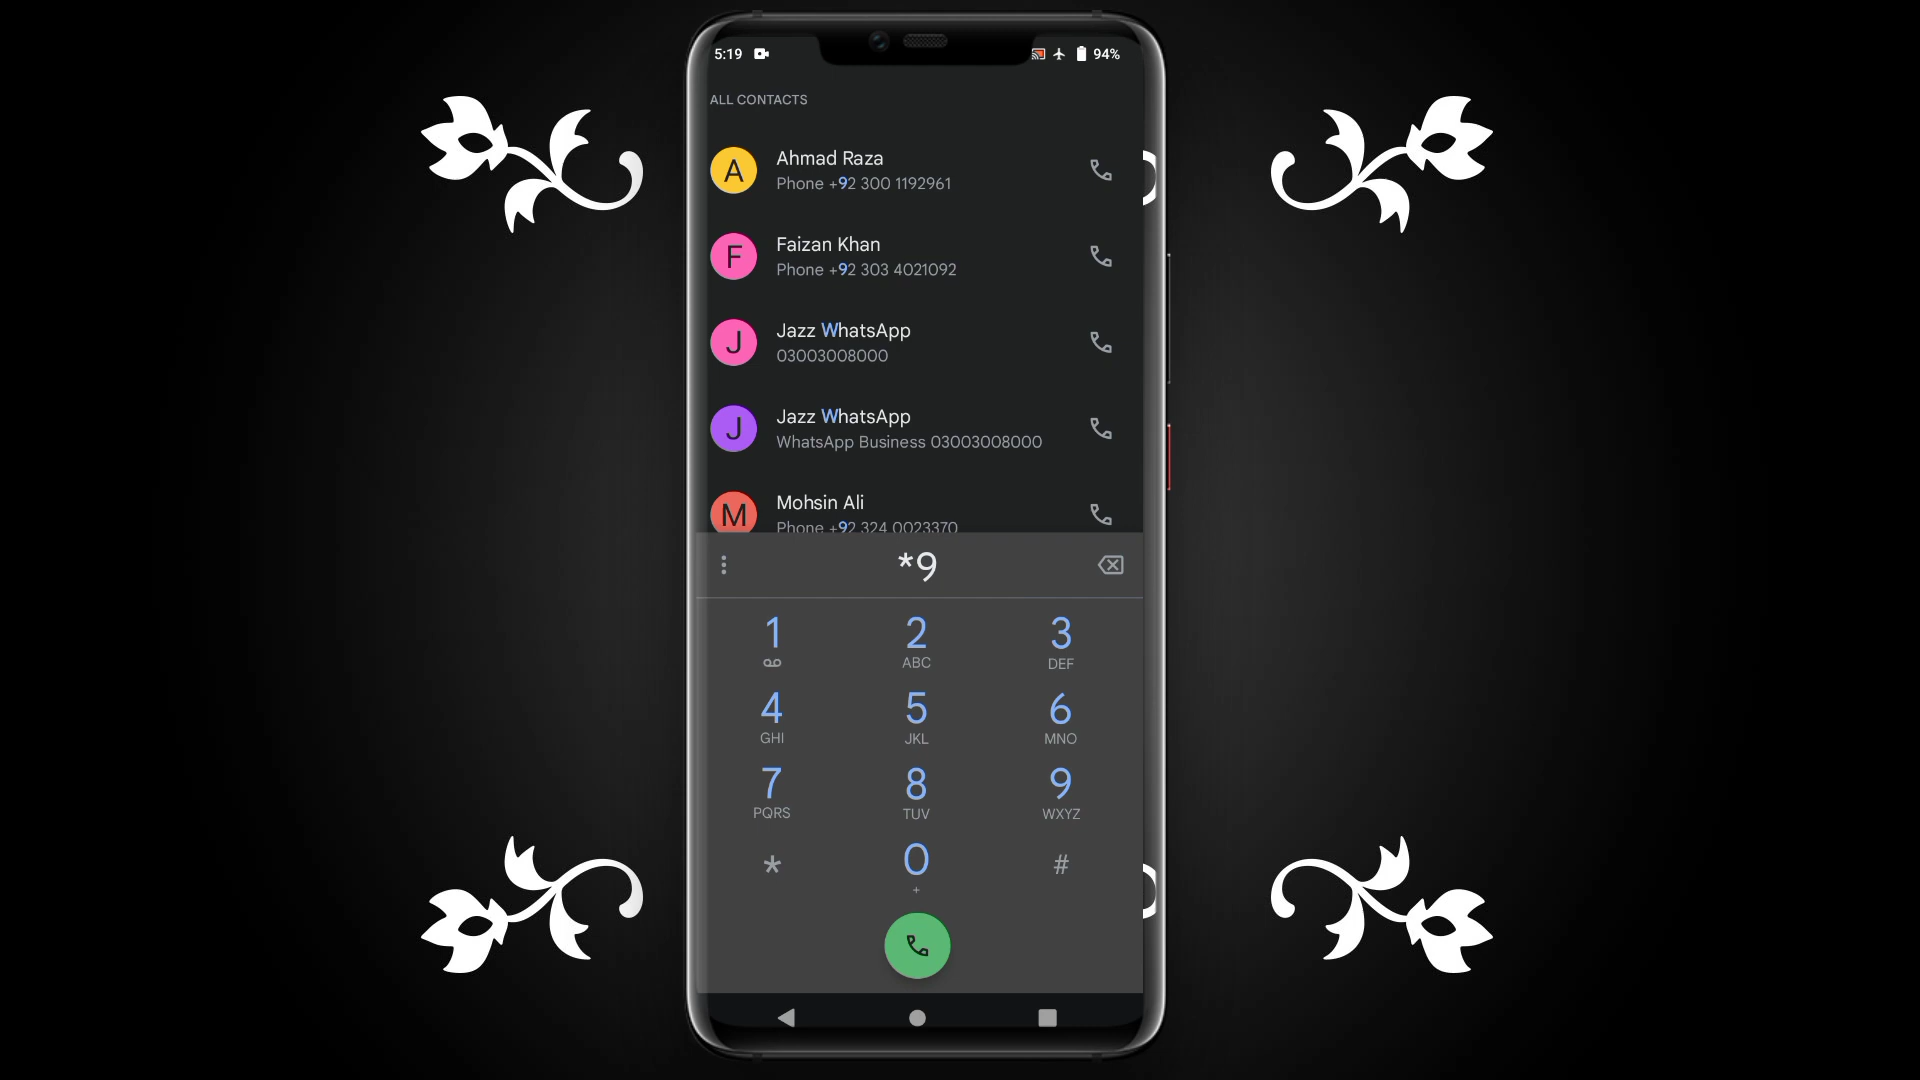 5:19
94%
ALL CONTACTS
A
Ahmad Raza
Phone +92 300 1192961
F
Faizan Khan
Phone +92 303 4021092
J
Jazz WhatsApp
03003008000
J
Jazz WhatsApp
WhatsApp Business 03003008000
M
Mohsin Ali
Phone +92 324 0023370
*9
1 2 3
ABC DEF
4 5 6
GHI JKL MNO
7 8 9
PQRS TUV WXYZ
* 0 #
+